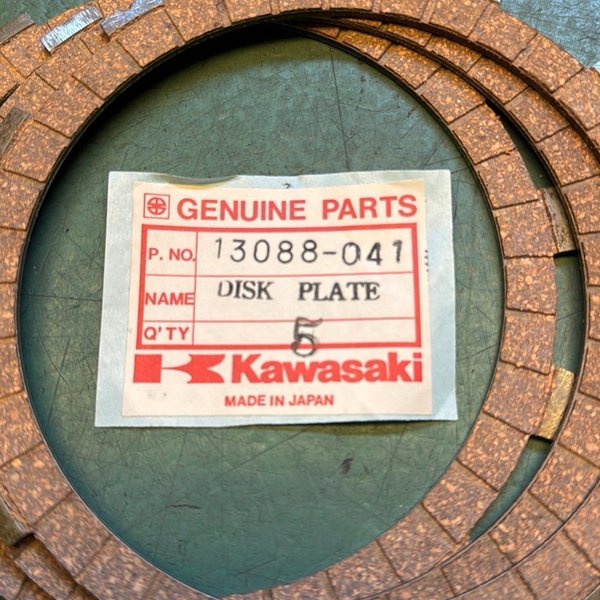 GENUINE PARTS
P. NO. 13088-041
NAME DISK PLATE
Q'TY 5
Kawasaki
MADE IN JAPAN